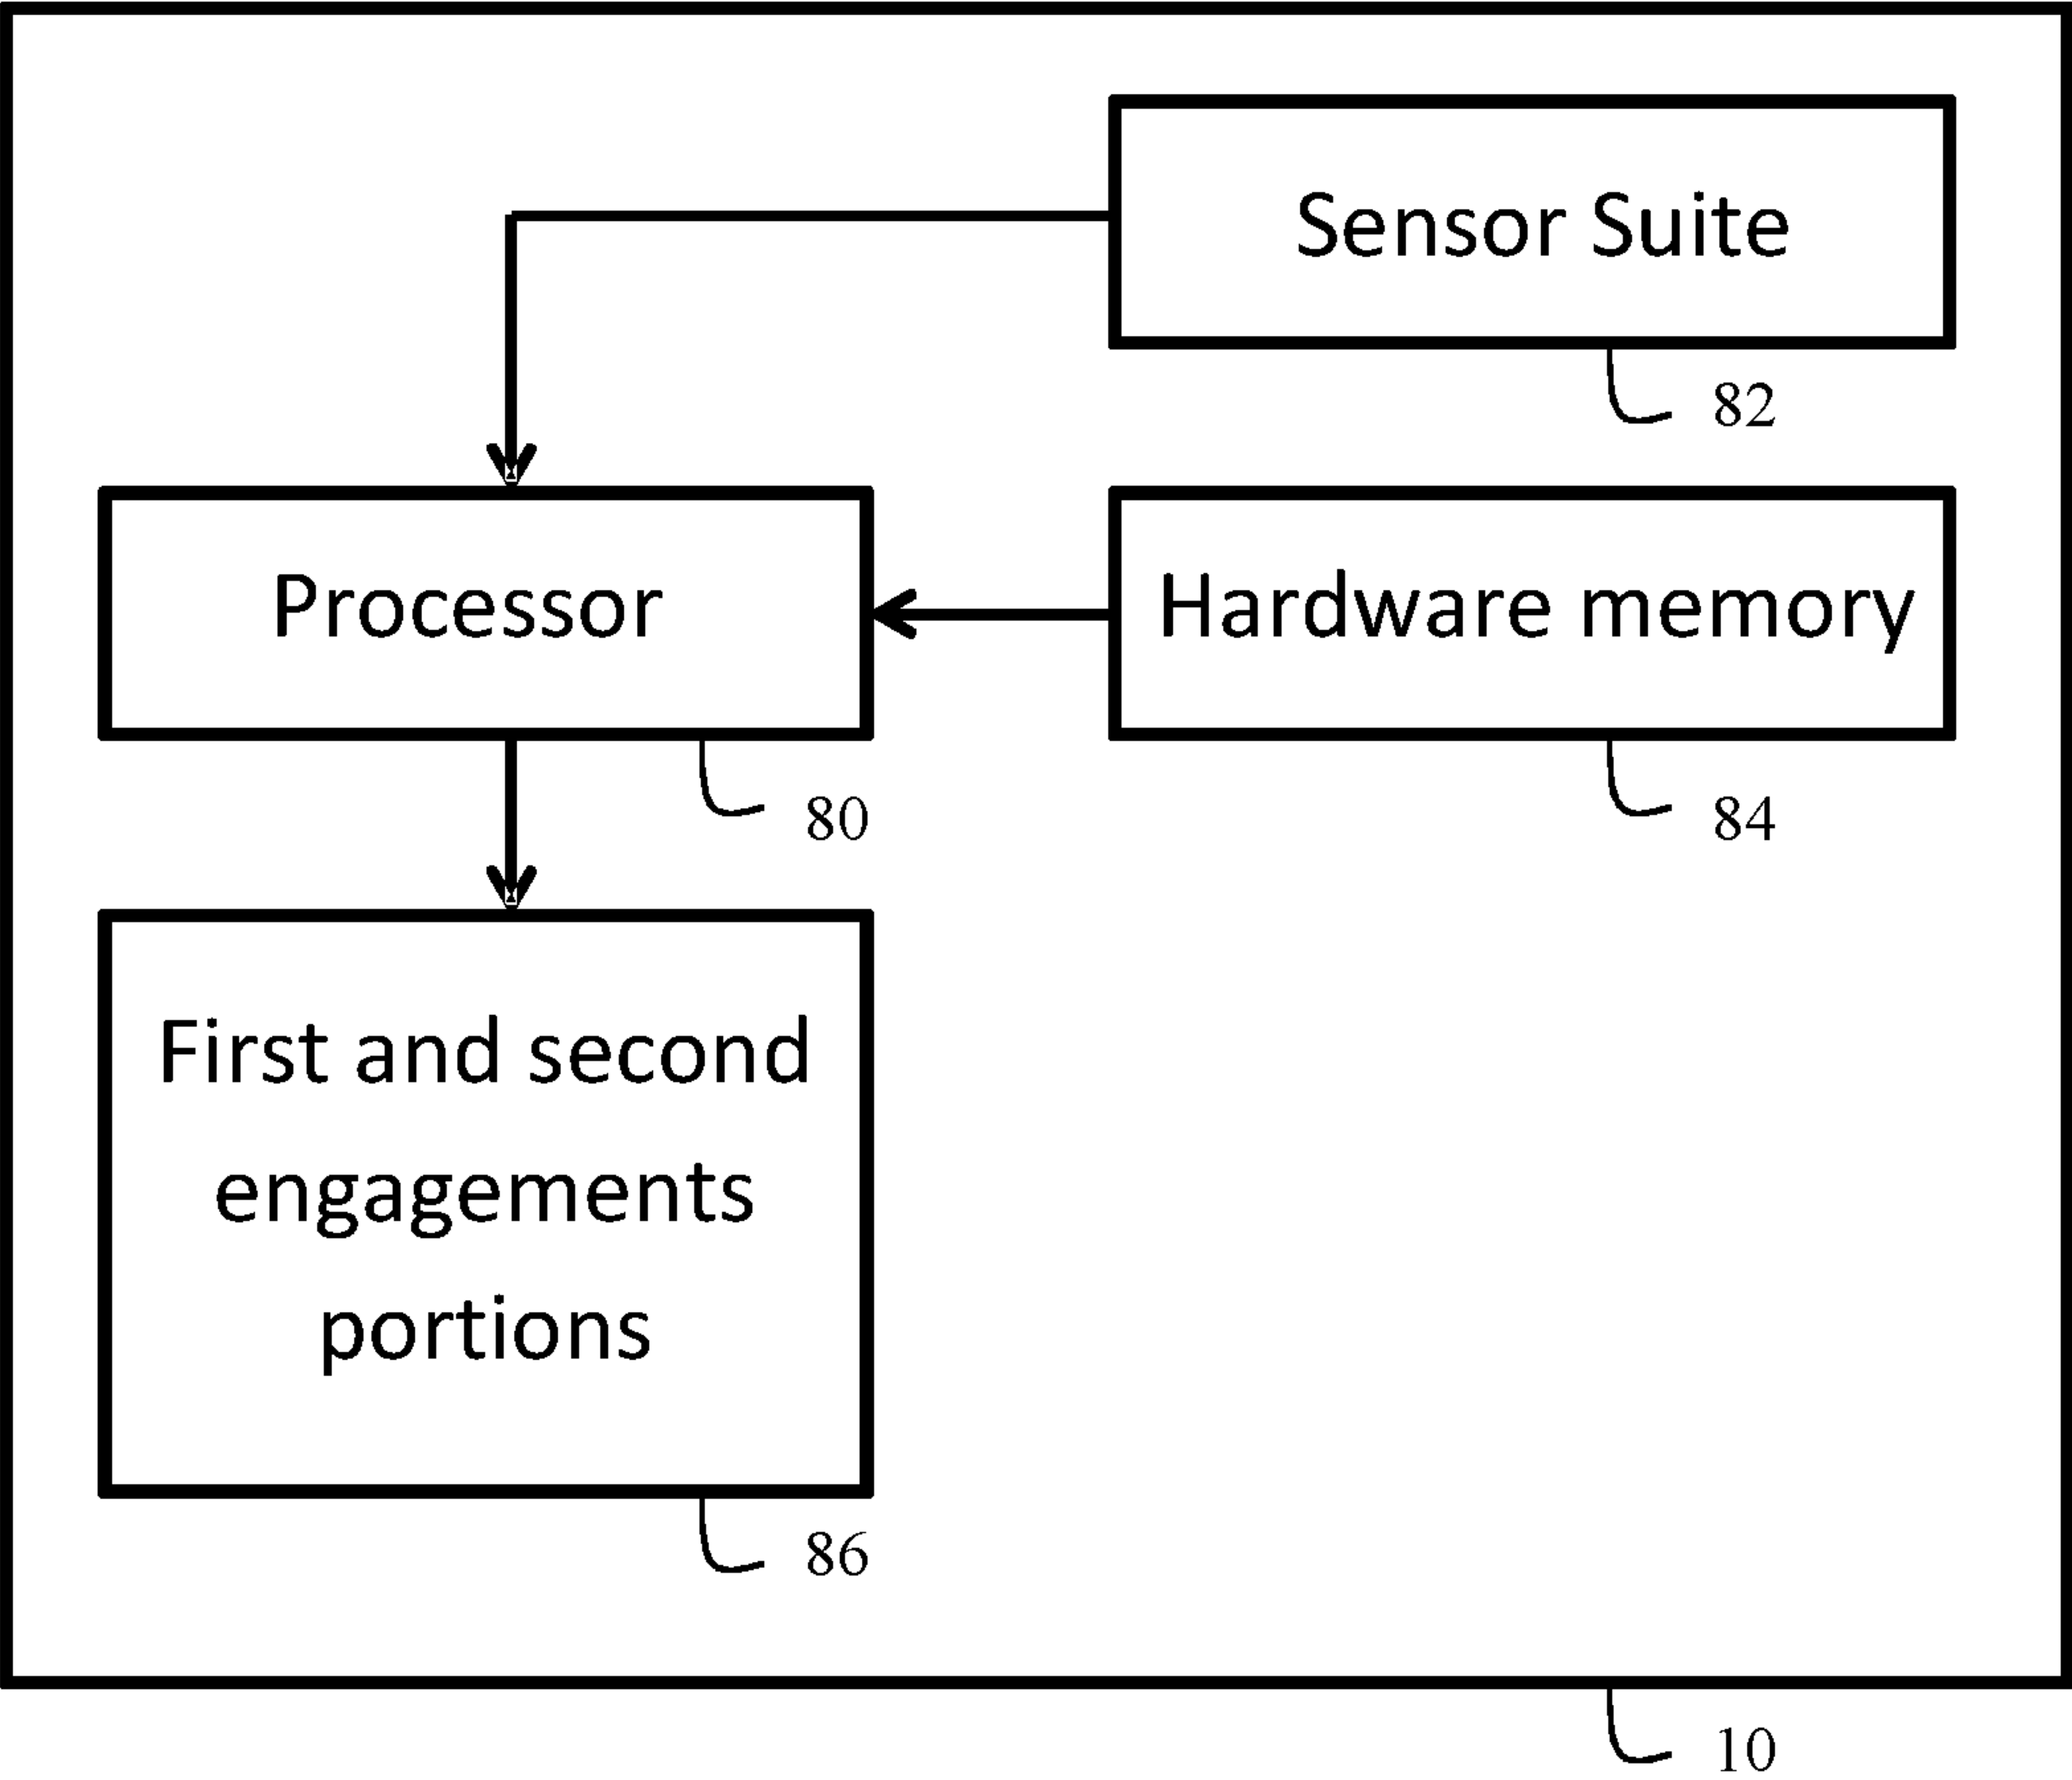 Sensor Suite
82
Processor
Hardware memory
80
84
First and second
engagements
portions
86
10